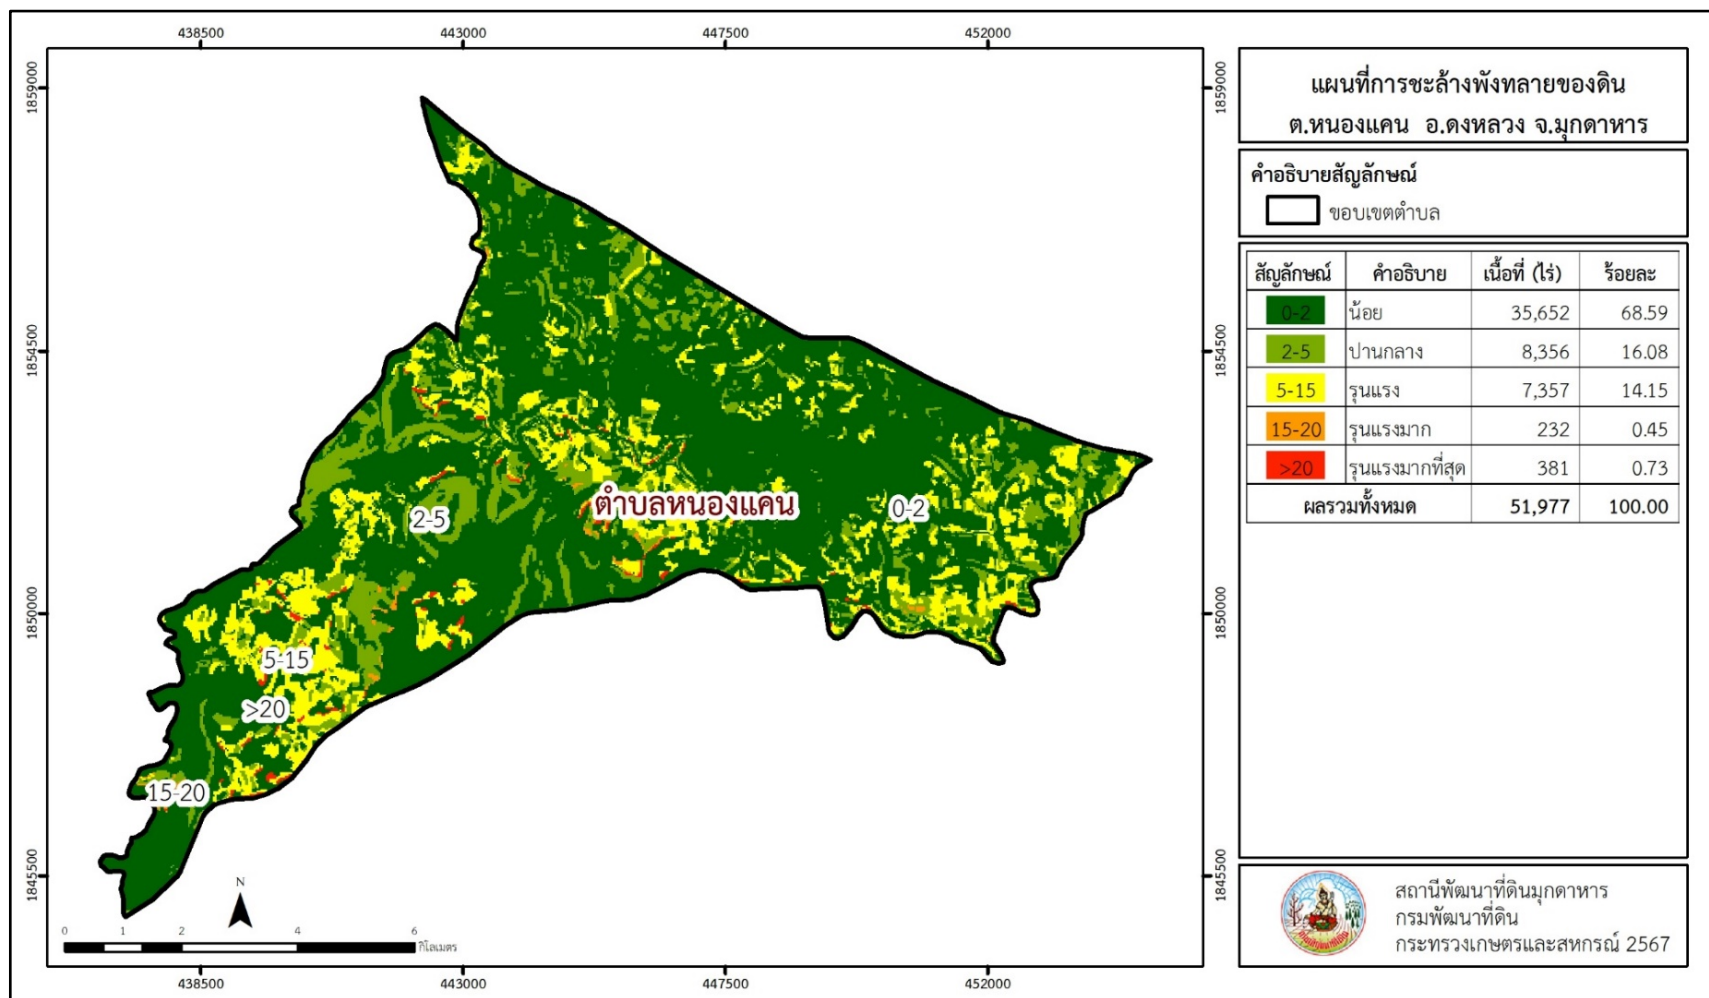 438500 443000 447500 452000
1859000 1859000
1854500 1854500
1850000 1850000
1845500 1845500
438500 443000 447500 452000
ตำบลหนองแคน
0-2
2-5
5-15
>20
15-20
N
0 1 2 4 6
กิโลเมตร
แผนที่การชะล้างพังทลายของดิน
ต.หนองแคน อ.ดงหลวง จ.มุกดาหาร
คำอธิบายสัญลักษณ์
ขอบเขตตำบล
สัญลักษณ์ คำอธิบาย เนื้อที่ (ไร่) ร้อยละ
0-2 น้อย 35,652 68.59
2-5 ปานกลาง 8,356 16.08
5-15 รุนแรง 7,357 14.15
15-20 รุนแรงมาก 232 0.45
>20 รุนแรงมากที่สุด 381 0.73
ผลรวมทั้งหมด 51,977 100.00
สถานีพัฒนาที่ดินมุกดาหาร
กรมพัฒนาที่ดิน
กระทรวงเกษตรและสหกรณ์ 2567